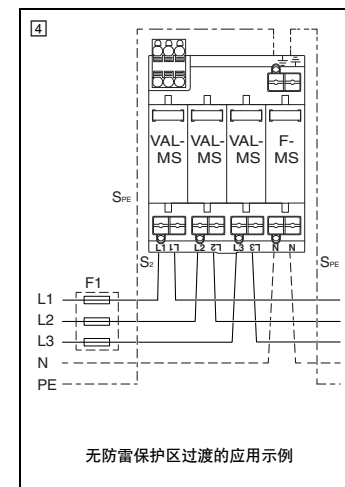 4
VAL- VAL- VAL- F-
MS MS MS MS
SPE
L1 L1 L2 L2 L3 L3 N N
S2 SPE
F1
L1
L2
L3
N
PE
无防雷保护区过渡的应用示例